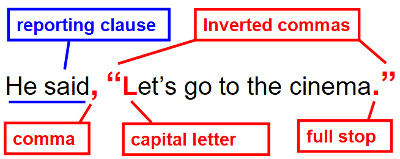 reporting clause
Inverted commas
He said, “Let’s go to the cinema.”
comma
capital letter
full stop